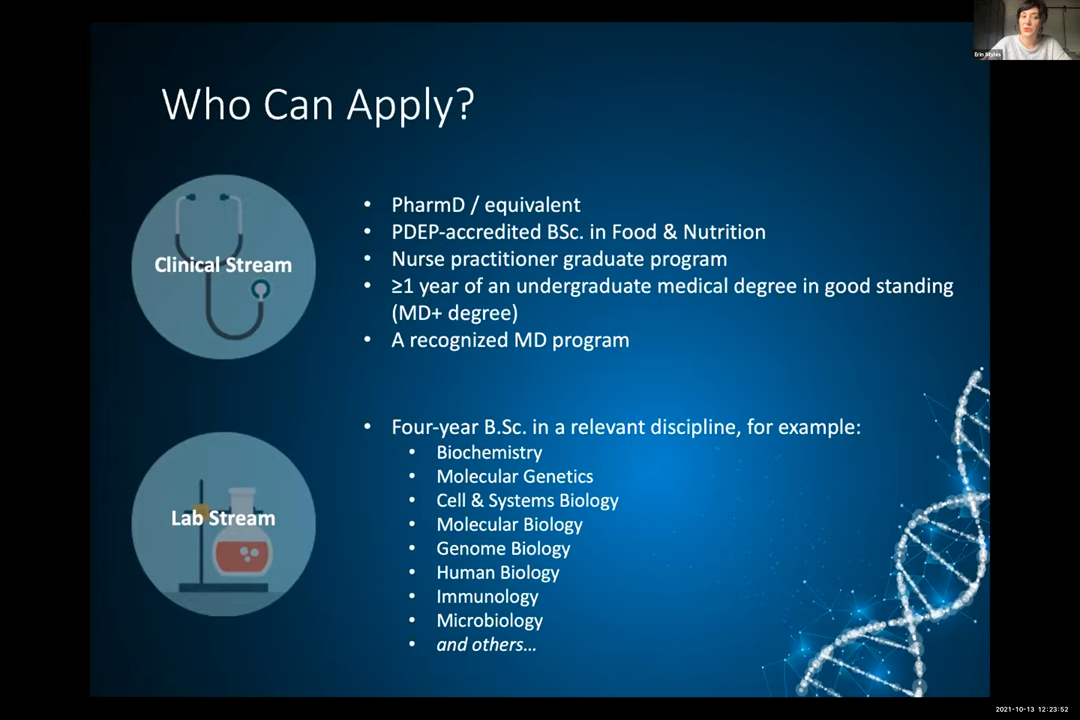 Erin Styles
Who Can Apply?
Clinical Stream
• PharmD / equivalent
• PDEP-accredited BSc. in Food & Nutrition
• Nurse practitioner graduate program
• ≥1 year of an undergraduate medical degree in good standing
(MD+ degree)
• A recognized MD program
Lab Stream
• Four-year B.Sc. in a relevant discipline, for example:
• Biochemistry
• Molecular Genetics
• Cell & Systems Biology
• Molecular Biology
• Genome Biology
• Human Biology
• Immunology
• Microbiology
• and others...
2021-10-13 12:23:52